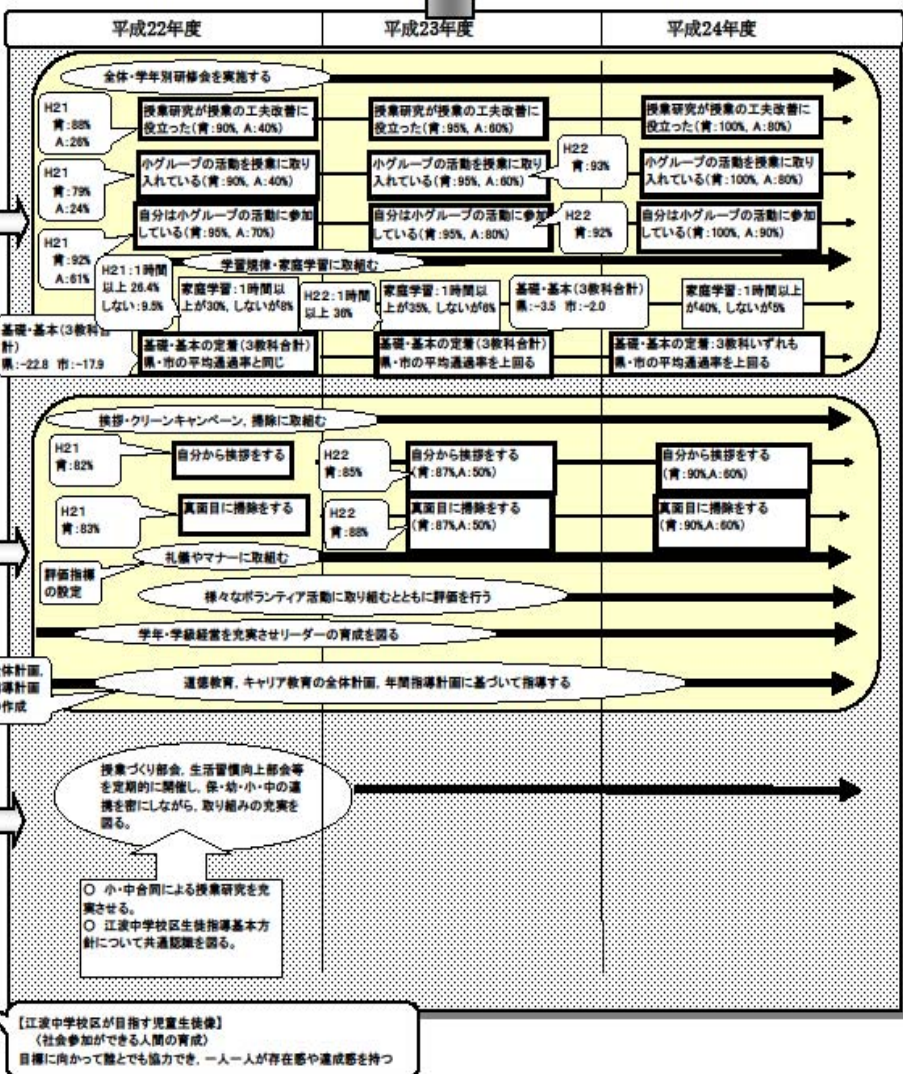 平成22年度
平成23年度
平成24年度
全体・学年別研修会を実施する
H21
肯:88%
A:26%
授業研究が授業の工夫改善に
役立った(肯:90%, A:40%)
授業研究が授業の工夫改善に
役立った(肯:95%, A:60%)
授業研究が授業の工夫改善に
役立った(肯:100%, A:80%)
H21
肯:79%
A:24%
小グループの活動を授業に取り
入れている(肯:90%, A:40%)
小グループの活動を授業に取り
入れている(肯:95%, A:60%)
H22
肯:93%
小グループの活動を授業に取り
入れている(肯:100%, A:80%)
H21
肯:92%
A:61%
自分は小グループの活動に参加
している(肯:95%, A:70%)
自分は小グループの活動に参加
している(肯:95%, A:80%)
H22
肯:92%
自分は小グループの活動に参加
している(肯:100%, A:90%)
学習規律・家庭学習に取組む
H21:1時間
以上 26.4%
しない:9.5%
家庭学習:1時間以
上が30%, しないが8%
H22:1時間
以上 36%
家庭学習:1時間以
上が35%, しないが6%
基礎・基本(3教科合計)
県:-3.5 市:-2.0
家庭学習:1時間以上
が40%, しないが5%
基礎・基本(3教科合
計)
県:-22.8 市:-17.9
基礎・基本の定着(3教科合計)
県・市の平均通過率と同じ
基礎・基本の定着(3教科合計)
県・市の平均通過率を上回る
基礎・基本の定着:3教科いずれも
県・市の平均通過率を上回る
挨拶・クリーンキャンペーン, 掃除に取組む
H21
肯:82%
自分から挨拶をする
H22
肯:85%
自分から挨拶をする
(肯:87%,A:50%)
自分から挨拶をする
(肯:90%,A:60%)
H21
肯:83%
真面目に掃除をする
H22
肯:88%
真面目に掃除をする
(肯:87%,A:50%)
真面目に掃除をする
(肯:90%,A:60%)
礼儀やマナーに取組む
評価指標
の設定
様々なボランティア活動に取り組むとともに評価を行う
学年・学級経営を充実させリーダーの育成を図る
体計画,
導計画
作成
道徳教育, キャリア教育の全体計画, 年間指導計画に基づいて指導する
授業づくり部会, 生活習慣向上部会等
を定期的に開催し, 保・幼・小・中の連
携を密にしながら, 取り組みの充実を
図る。
○ 小・中合同による授業研究を充
実させる。
○ 江波中学校区生徒指導基本方
針について共通認識を図る。
【江波中学校区が目指す児童生徒像】
〈社会参加ができる人間の育成〉
目標に向かって誰とでも協力でき, 一人一人が存在感や達成感を持つ